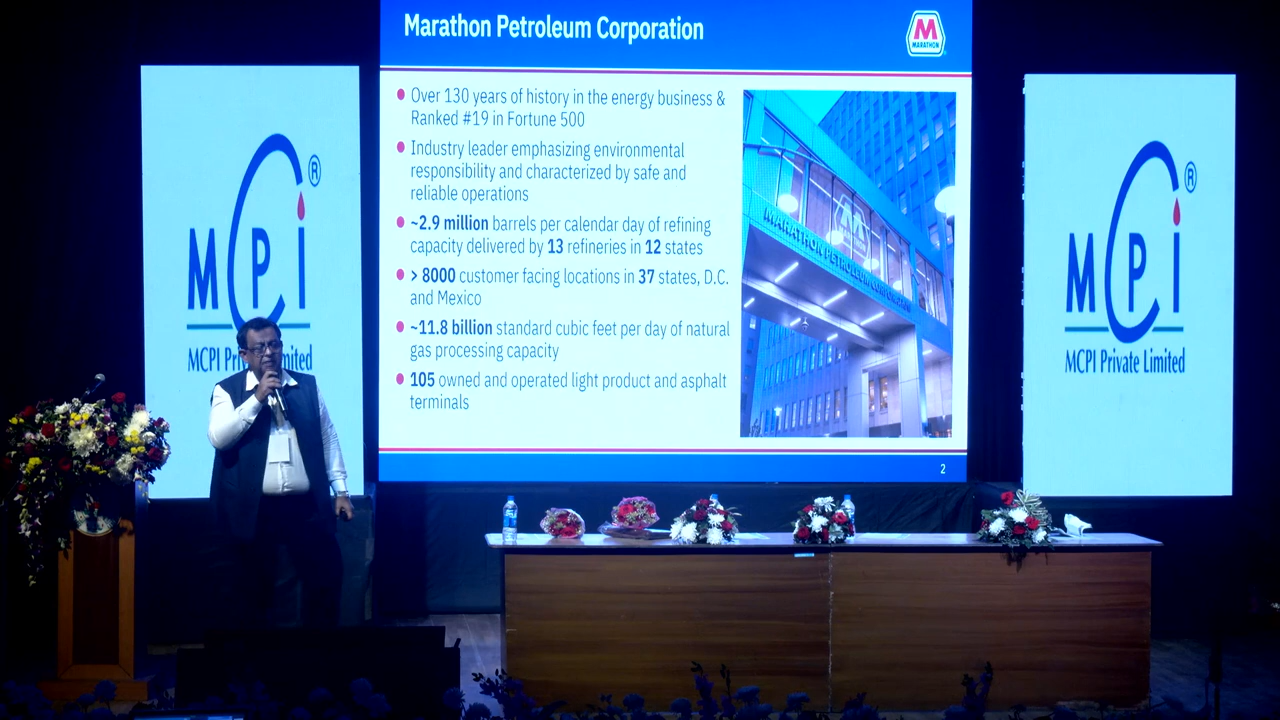 Marathon Petroleum Corporation
M
MARATHON
Over 130 years of history in the energy business &
Ranked #19 in Fortune 500
Industry leader emphasizing environmental
responsibility and characterized by safe and
reliable operations
~2.9 million barrels per calendar day of refining
capacity delivered by 13 refineries in 12 states
> 8000 customer facing locations in 37 states, D.C.
and Mexico
~11.8 billion standard cubic feet per day of natural
gas processing capacity
105 owned and operated light product and asphalt
terminals
MARATHON PETROLEUM CORPORATION
2
MCPi®
MCPI Private Limited
MCPi®
MCPI Private Limited